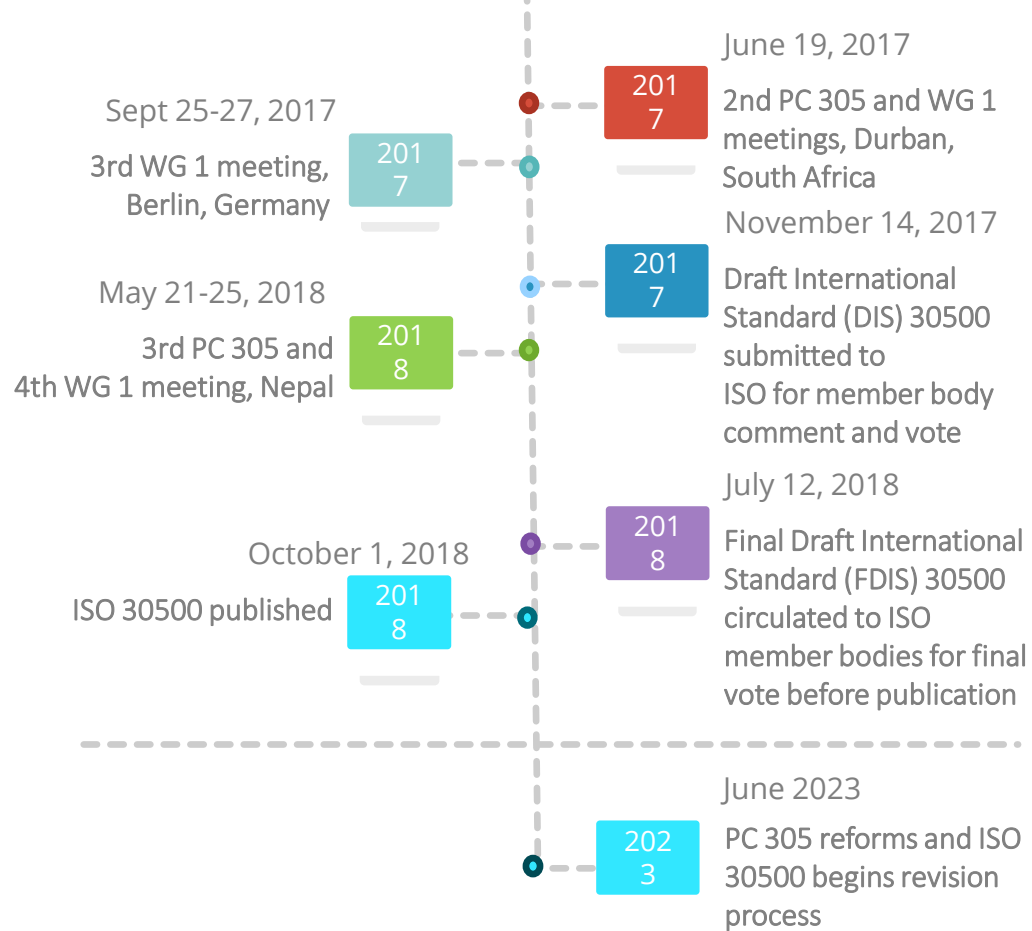 June 19, 2017
201
7
2nd PC 305 and WG 1
meetings, Durban,
South Africa
Sept 25-27, 2017
3rd WG 1 meeting,
Berlin, Germany
201
7
November 14, 2017
201
7
Draft International
Standard (DIS) 30500
submitted to
ISO for member body
comment and vote
May 21-25, 2018
3rd PC 305 and
4th WG 1 meeting, Nepal
201
8
July 12, 2018
201
8
Final Draft International
Standard (FDIS) 30500
circulated to ISO
member bodies for final
vote before publication
October 1, 2018
ISO 30500 published
201
8
June 2023
202
3
PC 305 reforms and ISO
30500 begins revision
process